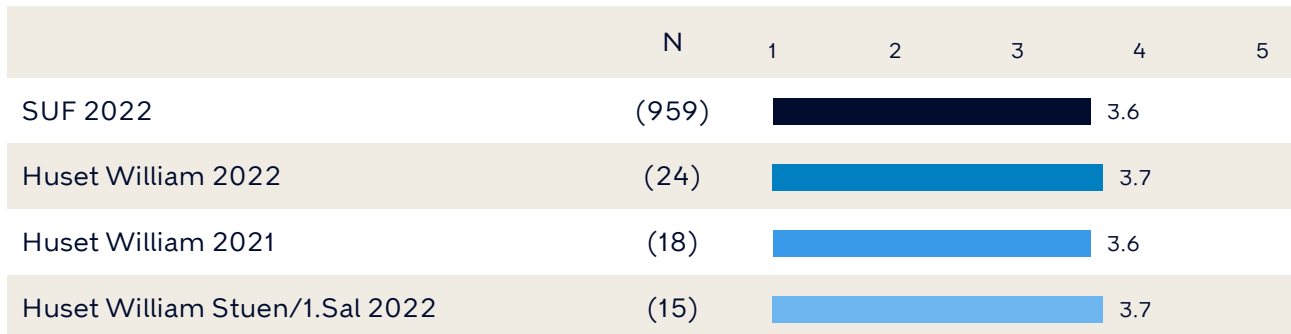 N 1 2 3 4 5
SUF 2022 (959) 3.6
Huset William 2022 (24) 3.7
Huset William 2021 (18) 3.6
Huset William Stuen/1.Sal 2022 (15) 3.7